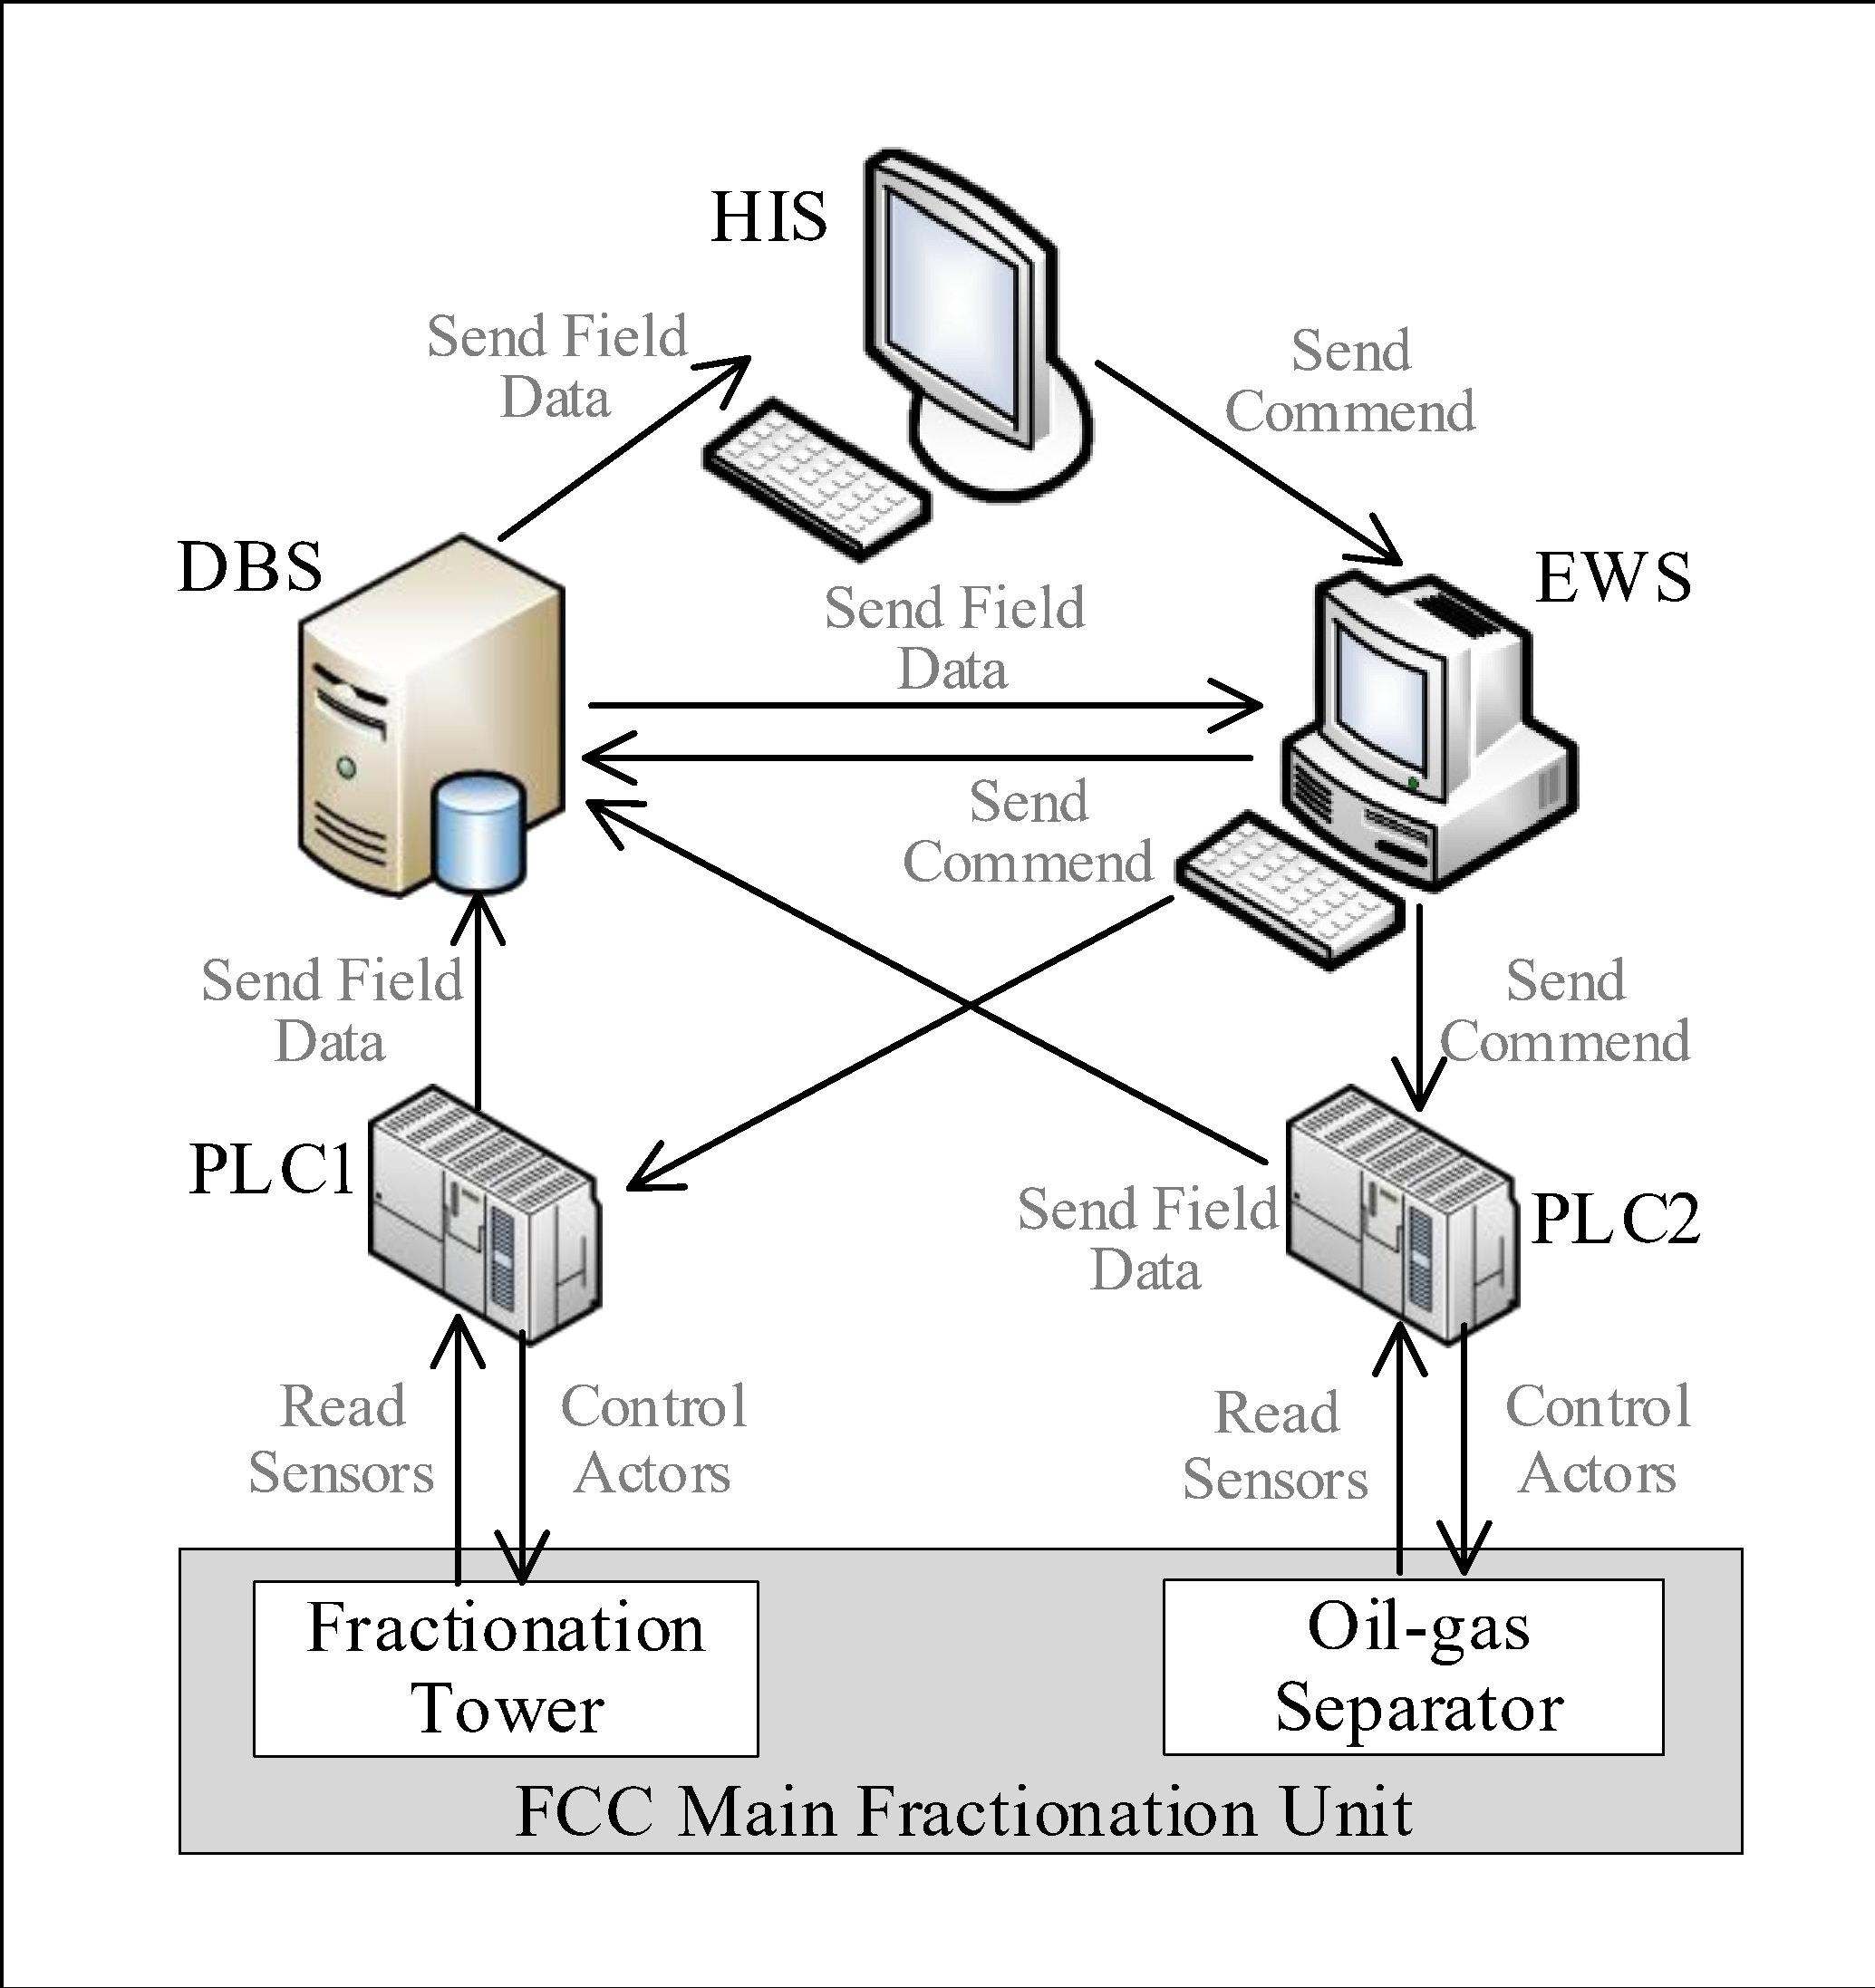 HIS
Send Field
Data
Send
Commend
DBS
EWS
Send Field
Data
Send
Commend
Send Field
Data
Send
Commend
PLC1
Send Field
Data
PLC2
Read
Sensors
Control
Actors
Read
Sensors
Control
Actors
Fractionation
Tower
Oil-gas
Separator
FCC Main Fractionation Unit